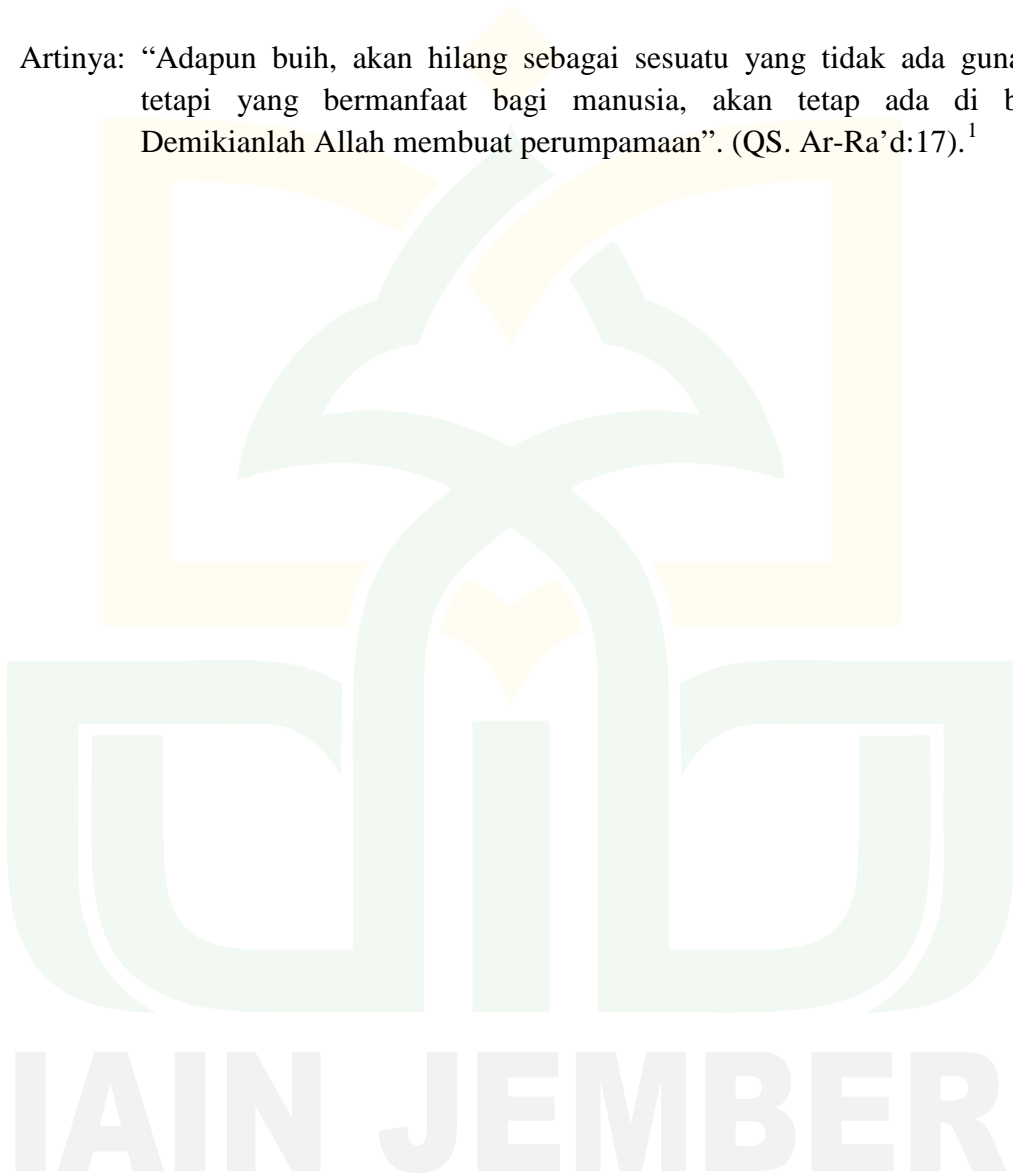 Artinya: “Adapun buih, akan hilang sebagai sesuatu yang tidak ada
tetapi yang bermanfaat bagi manusia, akan tetap ada di
Demikianlah Allah membuat perumpamaan”. (QS. Ar-Ra’d:17).1
IAIN JEMBER